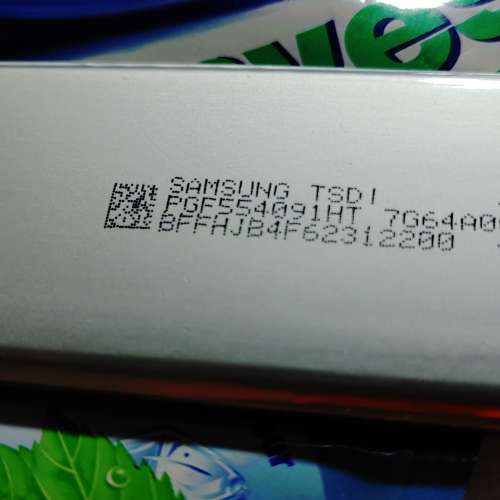 SAMSUNG TSDI
PGF554091HT 7G64A0
BFFHJB4F62312200